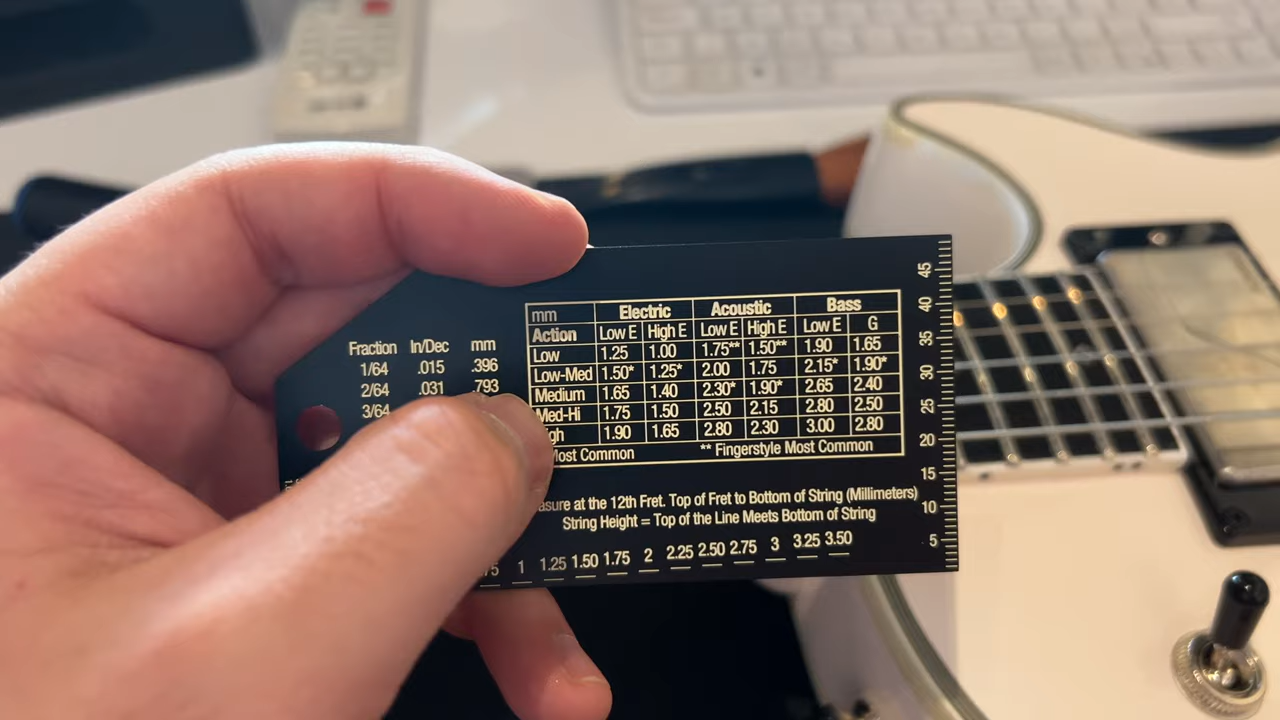 Fraction In/Dec mm
1/64 .015 .396
2/64 .031 .793
3/64
mm Electric Acoustic Bass
Action Low E High E Low E High E Low E G
Low 1.25 1.00 1.75** 1.50** 1.90 1.65
Low-Med 1.50* 1.25* 2.00 1.75 2.15* 1.90*
Medium 1.65 1.40 2.30* 1.90* 2.65 2.40
Med-Hi 1.75 1.50 2.50 2.15 2.80 2.50
gh 1.90 1.65 2.80 2.30 3.00 2.80
Most Common ** Fingerstyle Most Common
asure at the 12th Fret. Top of Fret to Bottom of String (Millimeters)
String Height = Top of the Line Meets Bottom of String
75 1 1.25 1.50 1.75 2 2.25 2.50 2.75 3 3.25 3.50
45
40
35
30
25
20
15
10
5